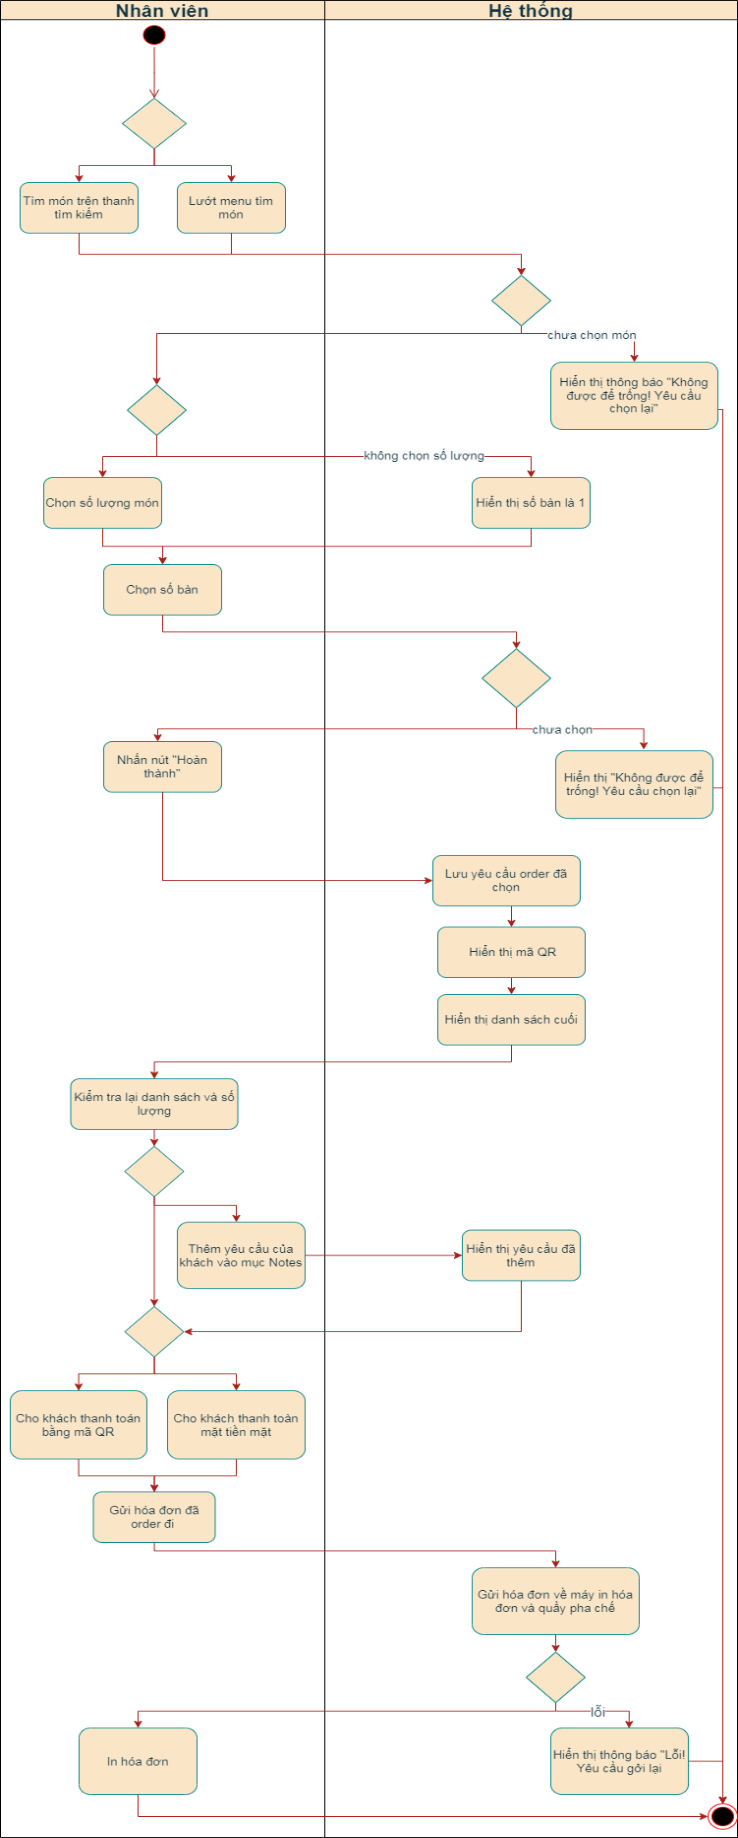 Nhân viên
Hệ thống
Tìm món trên thanh
tìm kiếm
Lướt menu tìm
món
chưa chọn món
Hiển thị thông báo "Không
được để trống! Yêu cầu
chọn lại"
không chọn số lượng
Chọn số lượng món
Hiển thị số bàn là 1
Chọn số bàn
chưa chọn
Nhấn nút "Hoàn
thành"
Hiển thị "Không được để
trống! Yêu cầu chọn lại"
Lưu yêu cầu order đã
chọn
Hiển thị mã QR
Hiển thị danh sách cuối
Kiểm tra lại danh sách và số
lượng
Thêm yêu cầu của
khách vào mục Notes
Hiển thị yêu cầu đã
thêm
Cho khách thanh toán
bằng mã QR
Cho khách thanh toàn
mặt tiền mặt
Gửi hóa đơn đã
order đi
Gửi hóa đơn về máy in hóa
đơn và quầy pha chế
lỗi
In hóa đơn
Hiển thị thông báo "Lỗi!
Yêu cầu gởi lại